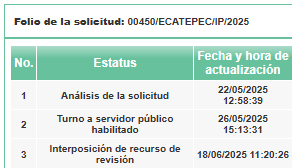 Folio de la solicitud: 00450/ECATEPEC/IP/2025
No. Estatus Fecha y hora de actualización
1 Análisis de la solicitud 22/05/2025 12:58:39
2 Turno a servidor público habilitado 26/05/2025 15:13:31
3 Interposición de recurso de revisión 18/06/2025 11:20:26